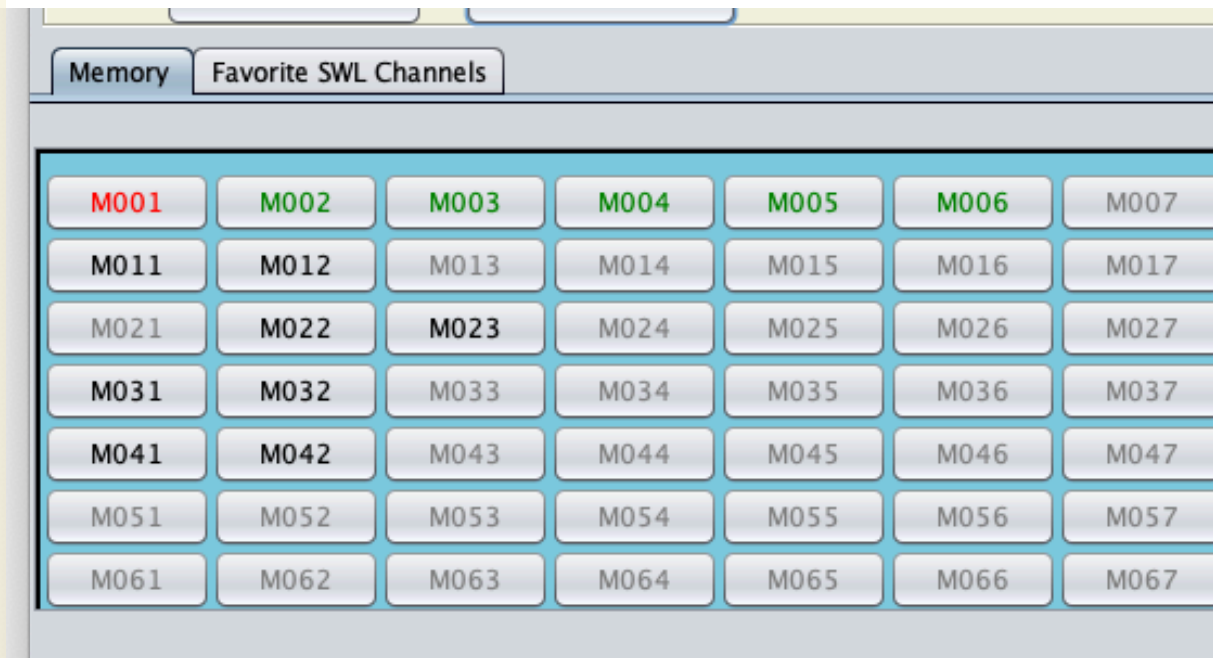 Memory Favorite SWL Channels
M001 M002 M003 M004 M005 M006 M007
M011 M012 M013 M014 M015 M016 M017
M021 M022 M023 M024 M025 M026 M027
M031 M032 M033 M034 M035 M036 M037
M041 M042 M043 M044 M045 M046 M047
M051 M052 M053 M054 M055 M056 M057
M061 M062 M063 M064 M065 M066 M067